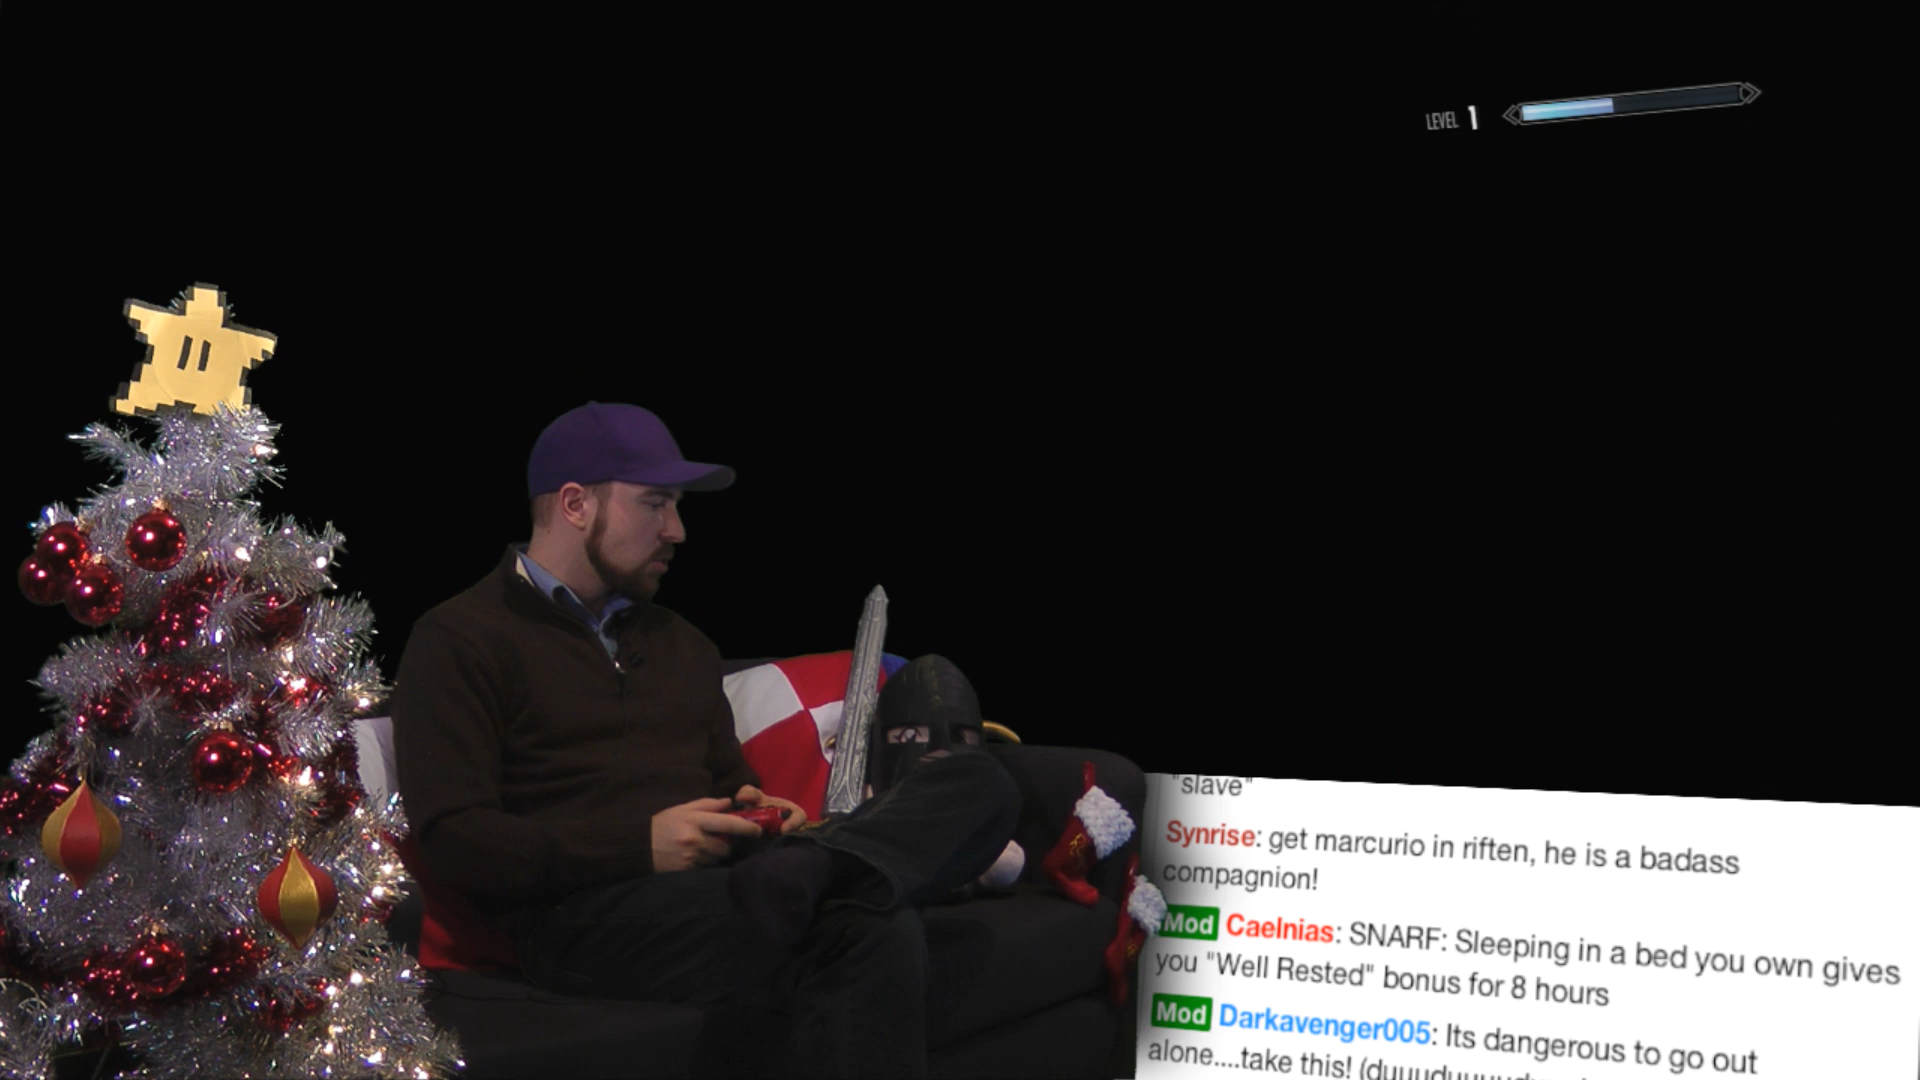 LEVEL 1
"slave"
Synrise: get marcurio in riften, he is a badass
compagnion!
Mod Caelnias: SNARF: Sleeping in a bed you own gives
you "Well Rested" bonus for 8 hours
Mod Darkavenger005: Its dangerous to go out
alone....take this!